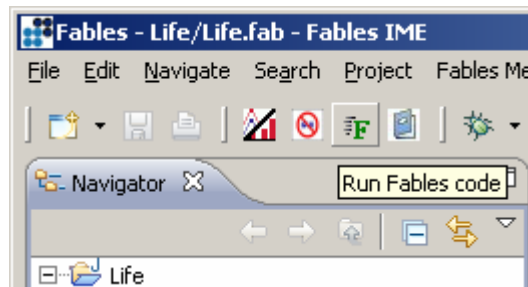 Fables - Life/Life.fab - Fables IME
File Edit Navigate Search Project Fables Me
F
Navigator
Run Fables code
Life